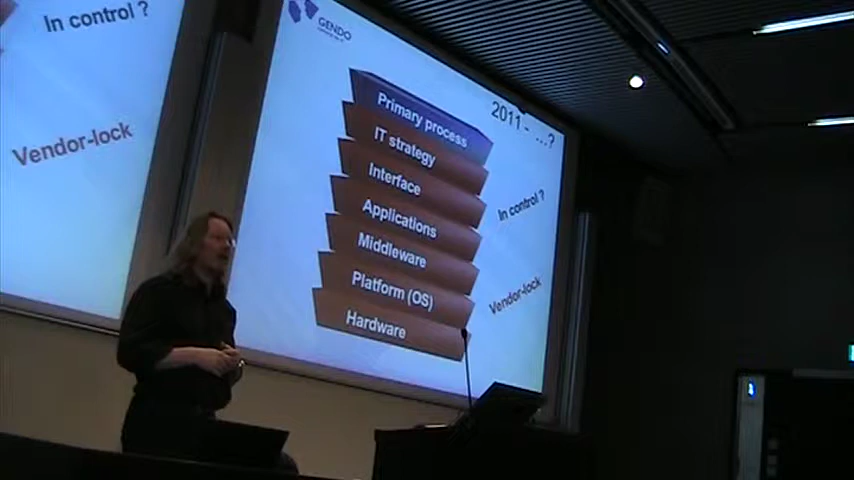 In control ?
Vendor-lock
GENDO
2011 - ...?
Primary process
IT strategy
Interface
Applications
Middleware
Platform (OS)
Hardware
In control ?
Vendor-lock